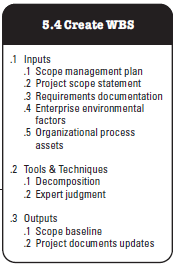 5.4 Create WBS
.1 Inputs
.1 Scope management plan
.2 Project scope statement
.3 Requirements documentation
.4 Enterprise environmental
factors
.5 Organizational process
assets
.2 Tools & Techniques
.1 Decomposition
.2 Expert judgment
.3 Outputs
.1 Scope baseline
.2 Project documents updates